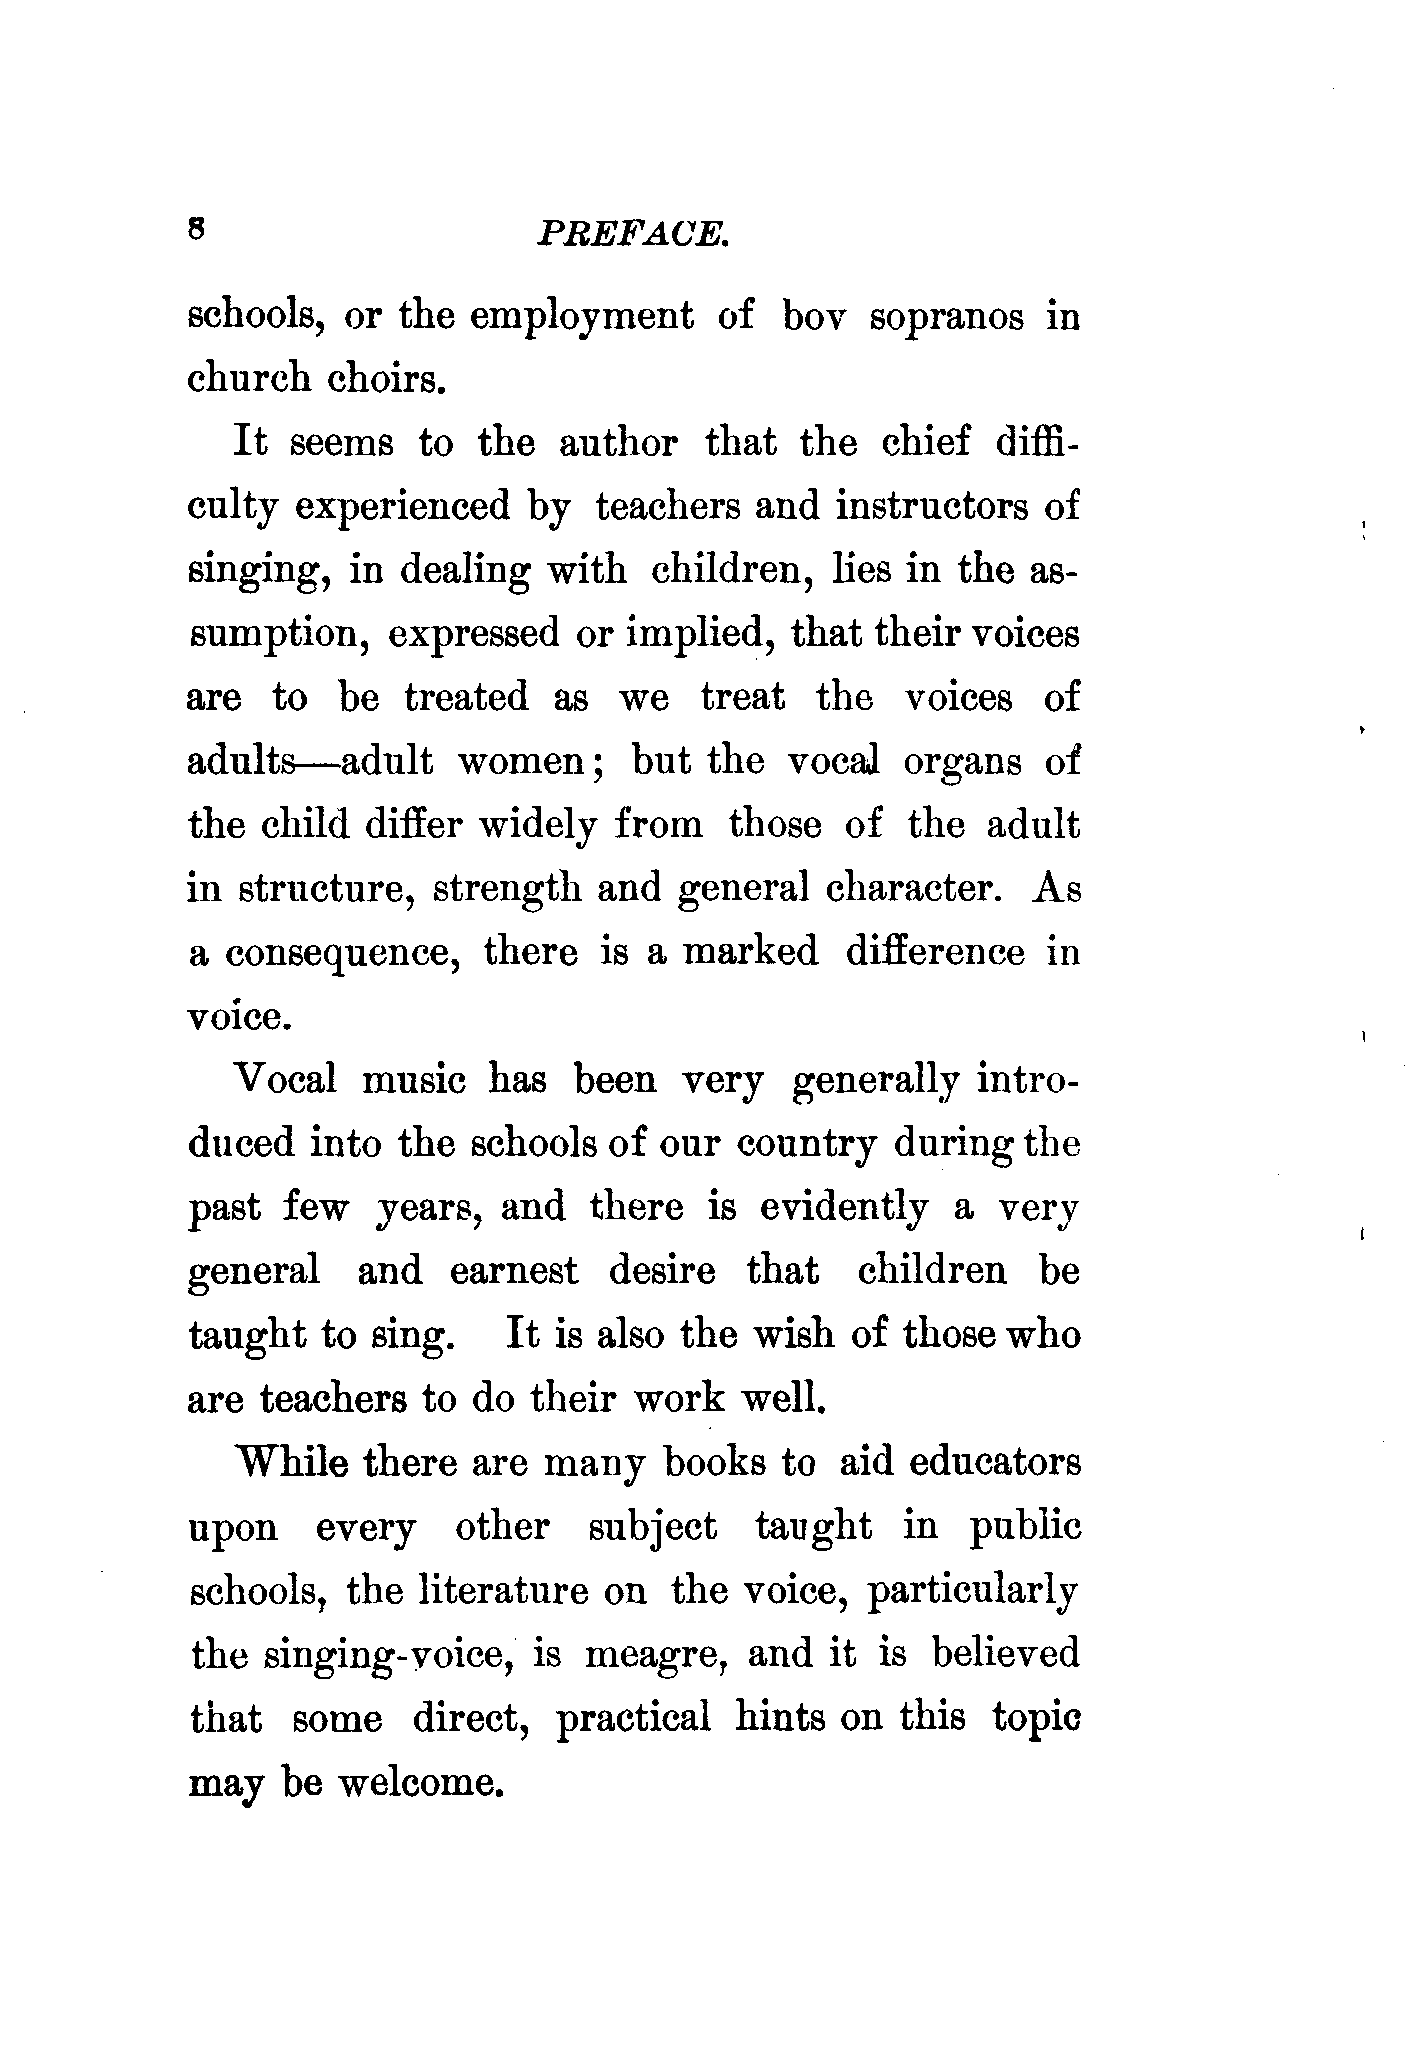 8 PREFACE.
schools, or the employment of bov sopranos in
church choirs.
It seems to the author that the chief diffi-
culty experienced by teachers and instructors of
singing, in dealing with children, lies in the as-
sumption, expressed or implied, that their voices
are to be treated as we treat the voices of
adults—adult women; but the vocal organs of
the child differ widely from those of the adult
in structure, strength and general character. As
a consequence, there is a marked difference in
voice.
Vocal music has been very generally intro-
duced into the schools of our country during the
past few years, and there is evidently a very
general and earnest desire that children be
taught to sing. It is also the wish of those who
are teachers to do their work well.
While there are many books to aid educators
upon every other subject taught in public
schools, the literature on the voice, particularly
the singing-voice, is meagre, and it is believed
that some direct, practical hints on this topic
may be welcome.